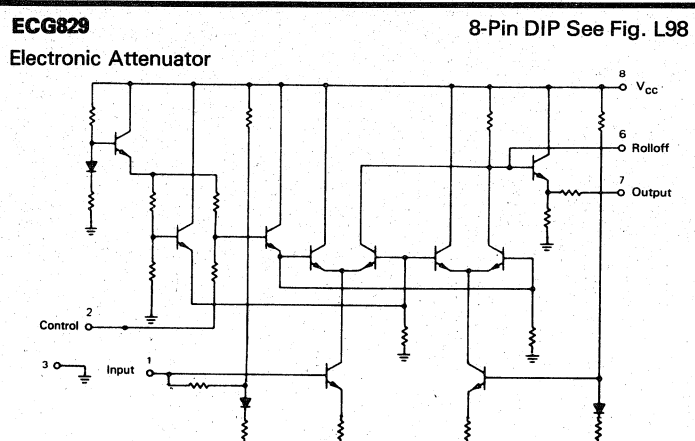 ECG829
8-Pin DIP See Fig. L98
Electronic Attenuator
8
VCC
6
Rolloff
7
Output
2
Control
3
Input
1